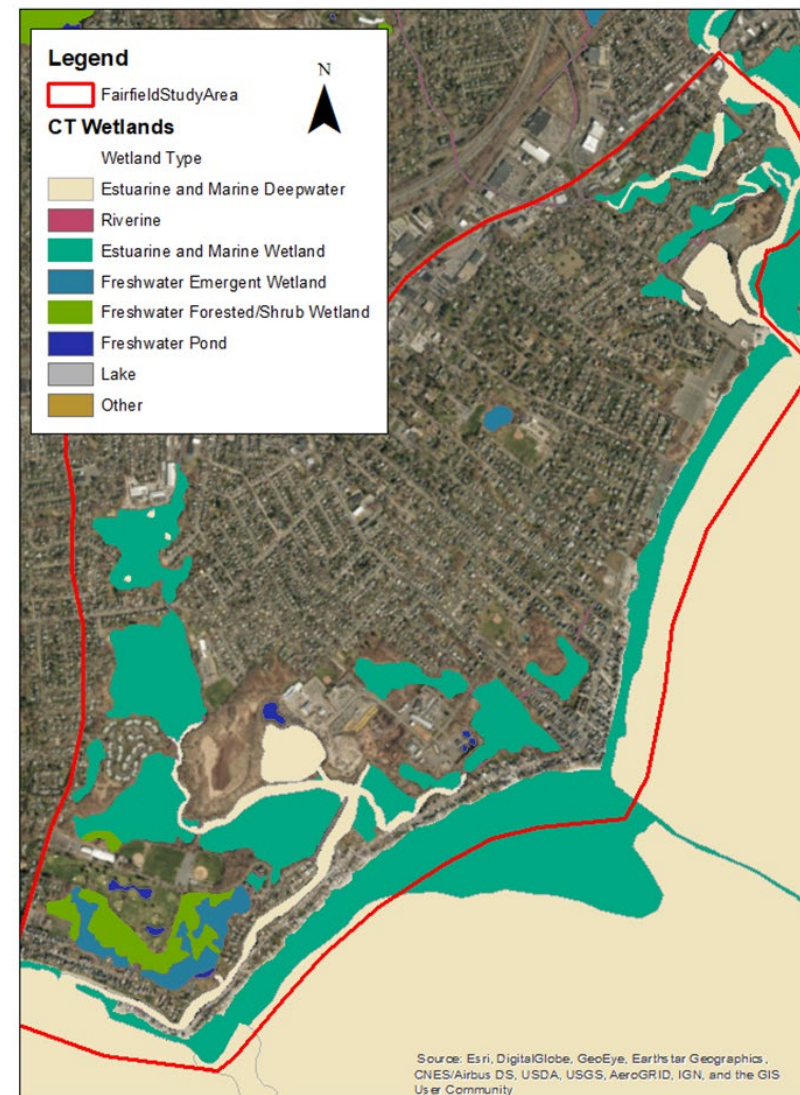 Legend
FairfieldStudyArea
N
CT Wetlands
Wetland Type
Estuarine and Marine Deepwater
Riverine
Estuarine and Marine Wetland
Freshwater Emergent Wetland
Freshwater Forested/Shrub Wetland
Freshwater Pond
Lake
Other
Source: Esri, DigitalGlobe, GeoEye, Earthstar Geographics,
CNES/Airbus DS, USDA, USGS, AeroGRID, IGN, and the GIS
User Community